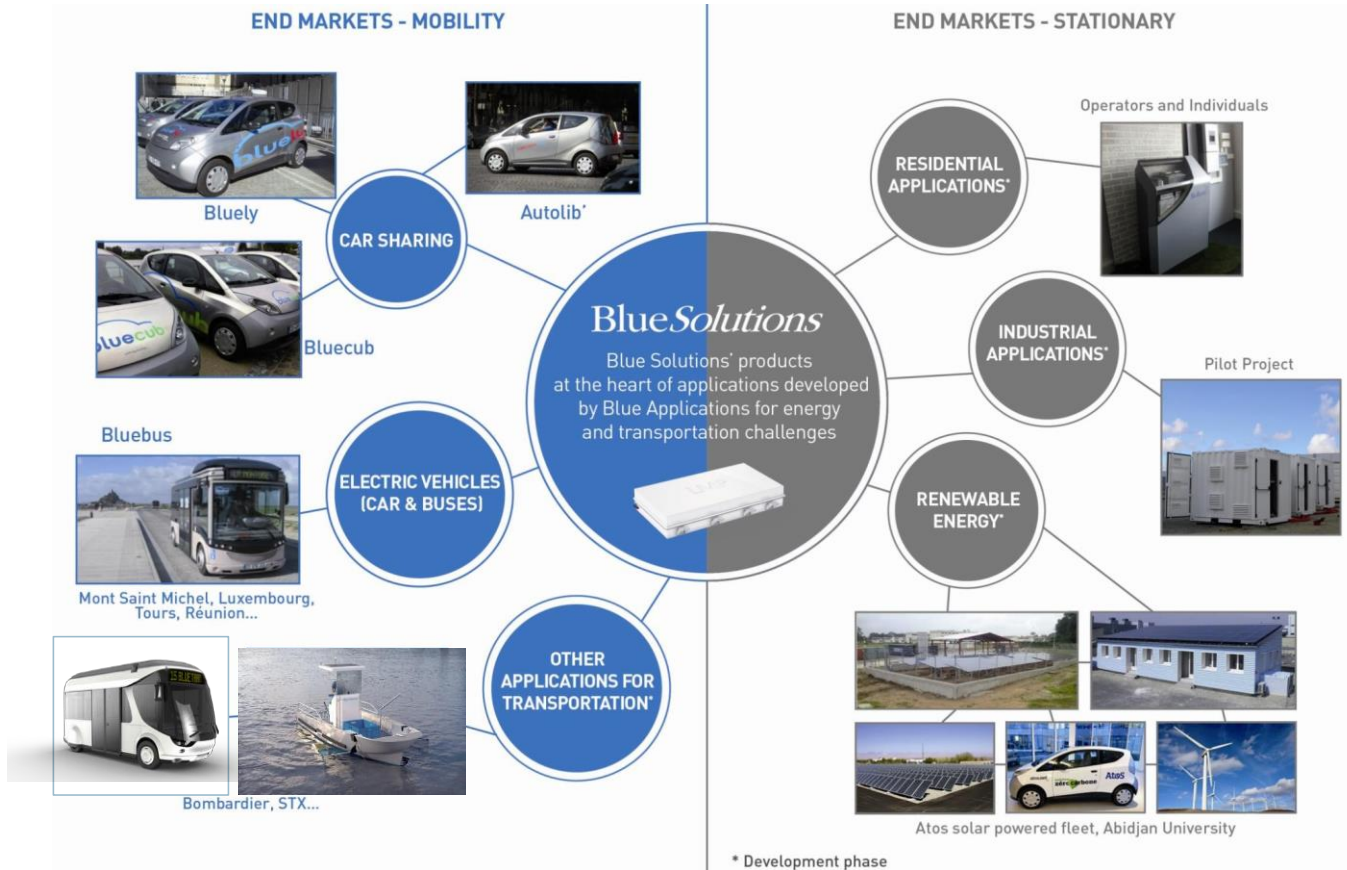 END MARKETS - MOBILITY
END MARKETS - STATIONARY
Bluely
Autolib'
CAR SHARING
bluecub
Bluecub
Bluebus
ELECTRIC VEHICLES
(CAR & BUSES)
Mont Saint Michel, Luxembourg,
Tours, Réunion...
OTHER
APPLICATIONS FOR
TRANSPORTATION*
Bombardier, STX...
BlueSolutions
Blue Solutions' products
at the heart of applications developed
by Blue Applications for energy
and transportation challenges
LMP
Operators and Individuals
RESIDENTIAL
APPLICATIONS*
INDUSTRIAL
APPLICATIONS*
Pilot Project
RENEWABLE
ENERGY*
Atos
Atos solar powered fleet, Abidjan University
* Development phase